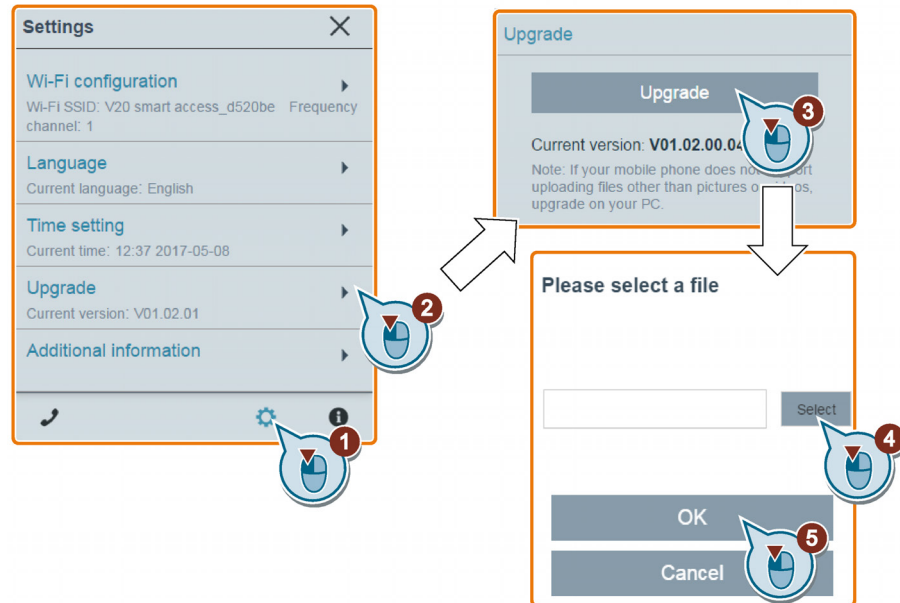 Settings
Wi-Fi configuration
Wi-Fi SSID: V20 smart access_d520be Frequency
channel: 1
Language
Current language: English
Time setting
Current time: 12:37 2017-05-08
Upgrade
Current version: V01.02.01
Additional information
1
2
Upgrade
Upgrade
3
Current version: V01.02.00.04
Note: If your mobile phone does
uploading files other than pictures
upgrade on your PC.
Please select a file
Select
4
OK
5
Cancel